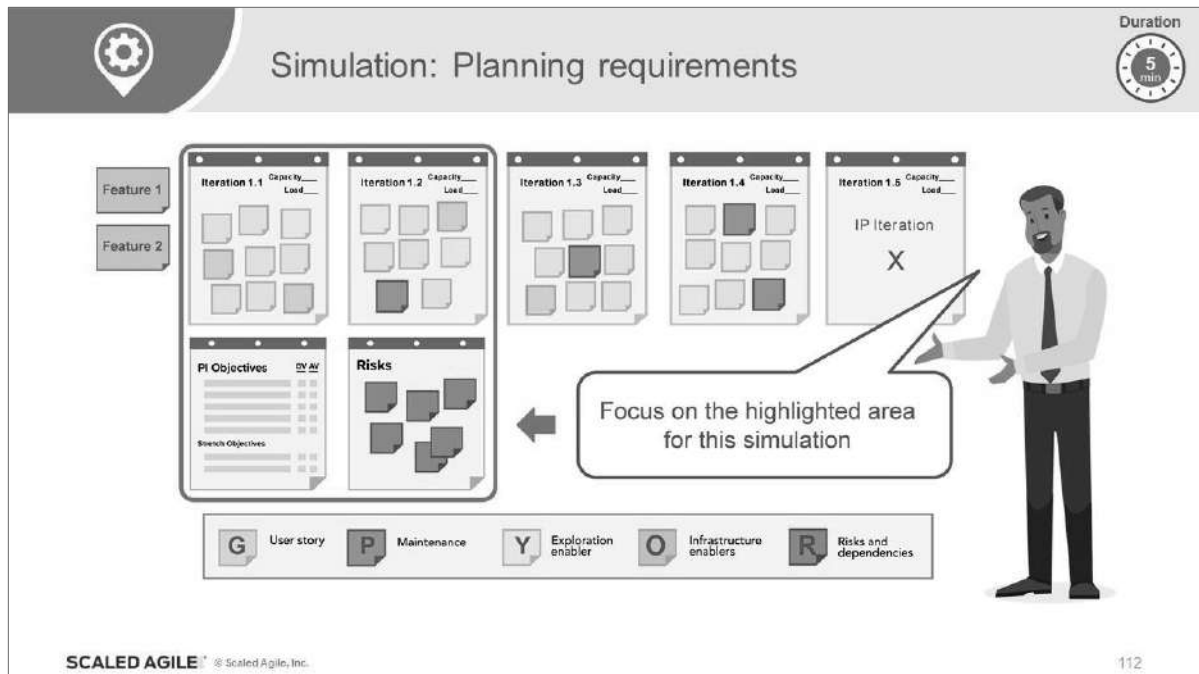 Duration
5
min
Simulation: Planning requirements
Feature 1
Feature 2
Iteration 1.1
Capacity___
Load___
Iteration 1.2
Capacity___
Load___
Iteration 1.3
Capacity___
Load___
Iteration 1.4
Capacity___
Load___
Iteration 1.5
Capacity___
Load___
IP Iteration
X
PI Objectives
BV AV
Stretch Objectives
Risks
Focus on the highlighted area
for this simulation
G
User story
P
Maintenance
Y
Exploration
enabler
O
Infrastructure
enablers
R
Risks and
dependencies
SCALED AGILE
© Scaled Agile, Inc.
112